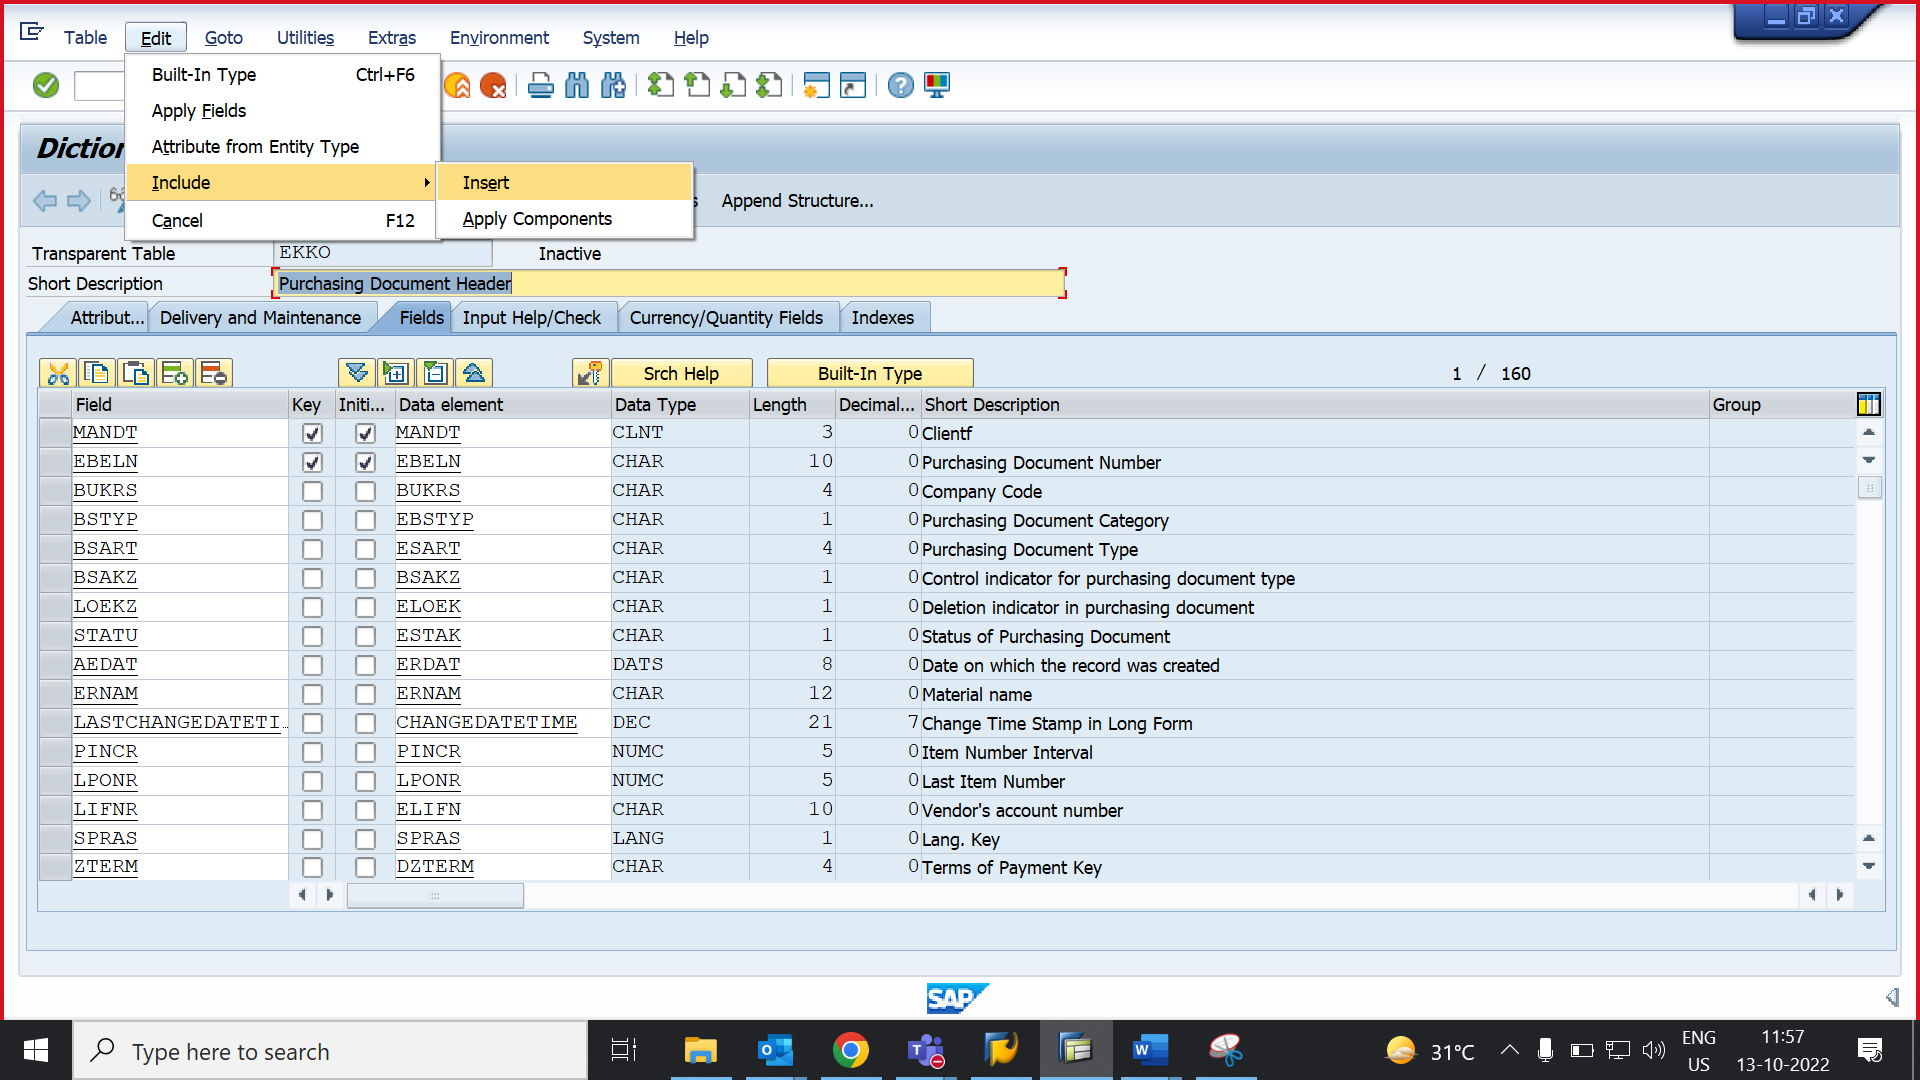 Table Edit Goto Utilities Extras Environment System Help
Built-In Type Ctrl+F6
Apply Fields
Attribute from Entity Type
Include Insert
Cancel F12 Apply Components
Append Structure...
Transparent Table EKKO Inactive
Short Description Purchasing Document Header
Attribut... Delivery and Maintenance Fields Input Help/Check Currency/Quantity Fields Indexes
Srch Help Built-In Type 1 / 160
Field Key Initi... Data element Data Type Length Decimal... Short Description Group
MANDT MANDT CLNT 3 0 Clientf
EBELN EBELN CHAR 10 0 Purchasing Document Number
BUKRS BUKRS CHAR 4 0 Company Code
BSTYP EBSTYP CHAR 1 0 Purchasing Document Category
BSART ESART CHAR 4 0 Purchasing Document Type
BSAKZ BSAKZ CHAR 1 0 Control indicator for purchasing document type
LOEKZ ELOEK CHAR 1 0 Deletion indicator in purchasing document
STATU ESTAK CHAR 1 0 Status of Purchasing Document
AEDAT ERDAT DATS 8 0 Date on which the record was created
ERNAM ERNAM CHAR 12 0 Material name
LASTCHANGEDATETI... CHANGEDATETIME DEC 21 7 Change Time Stamp in Long Form
PINCR PINCR NUMC 5 0 Item Number Interval
LPONR LPONR NUMC 5 0 Last Item Number
LIFNR ELIFN CHAR 10 0 Vendor's account number
SPRAS SPRAS LANG 1 0 Lang. Key
ZTERM DZTERM CHAR 4 0 Terms of Payment Key
SAP
Type here to search 31°C ENG 11:57
US 13-10-2022